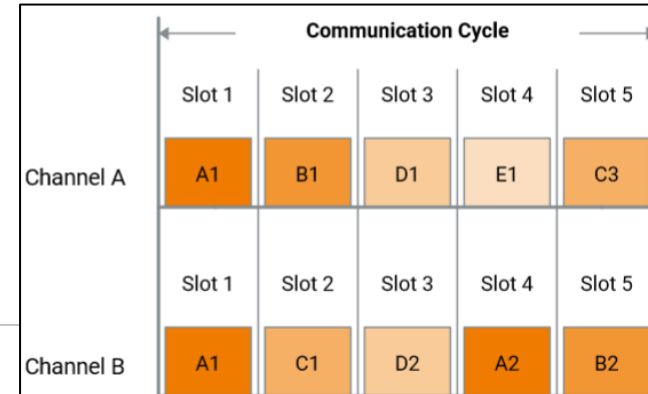 Communication Cycle
Slot 1 Slot 2 Slot 3 Slot 4 Slot 5
Channel A A1 B1 D1 E1 C3
Slot 1 Slot 2 Slot 3 Slot 4 Slot 5
Channel B A1 C1 D2 A2 B2